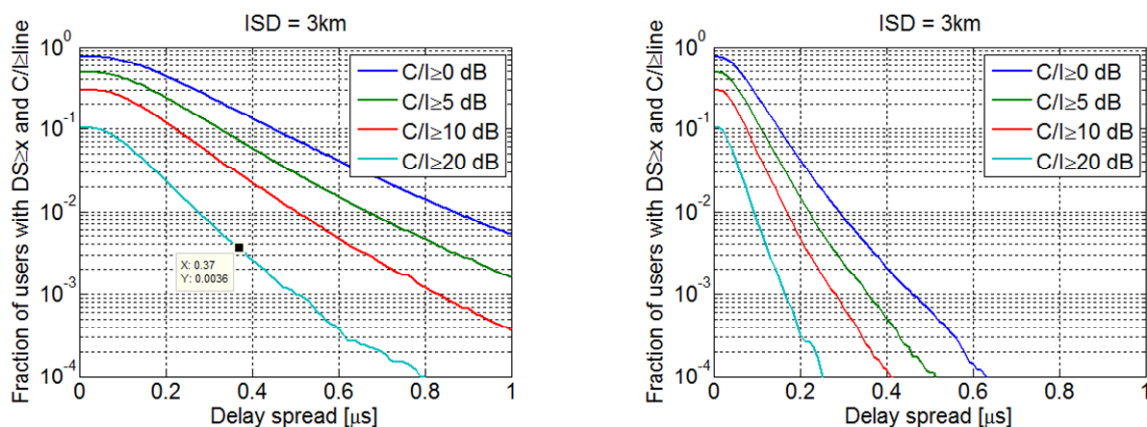 ISD = 3km
Fraction of users with DS≥x and C/I≥line
10^0
10^-1
10^-2
10^-3
10^-4
C/I≥0 dB
C/I≥5 dB
C/I≥10 dB
C/I≥20 dB
X: 0.37
Y: 0.0036
0 0.2 0.4 0.6 0.8 1
Delay spread [μs]
ISD = 3km
Fraction of users with DS≥x and C/I≥line
10^0
10^-1
10^-2
10^-3
10^-4
C/I≥0 dB
C/I≥5 dB
C/I≥10 dB
C/I≥20 dB
0 0.2 0.4 0.6 0.8 1
Delay spread [μs]